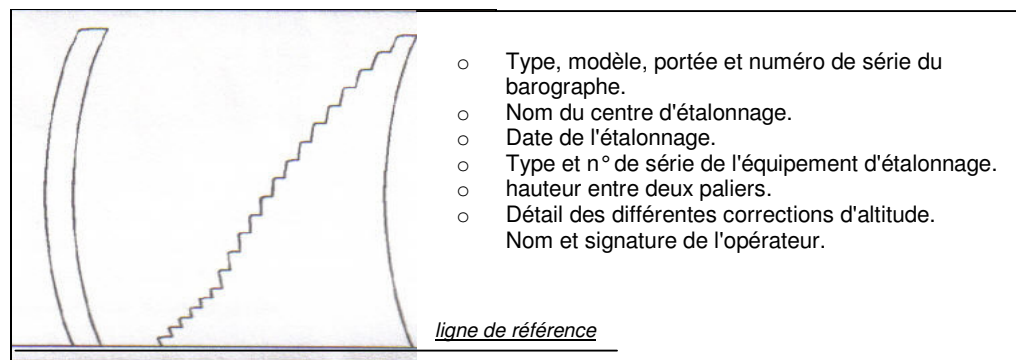 o Type, modèle, portée et numéro de série du
barographe.
o Nom du centre d'étalonnage.
o Date de l'étalonnage.
o Type et n° de série de l'équipement d'étalonnage.
o hauteur entre deux paliers.
o Détail des différentes corrections d'altitude.
Nom et signature de l'opérateur.
ligne de référence